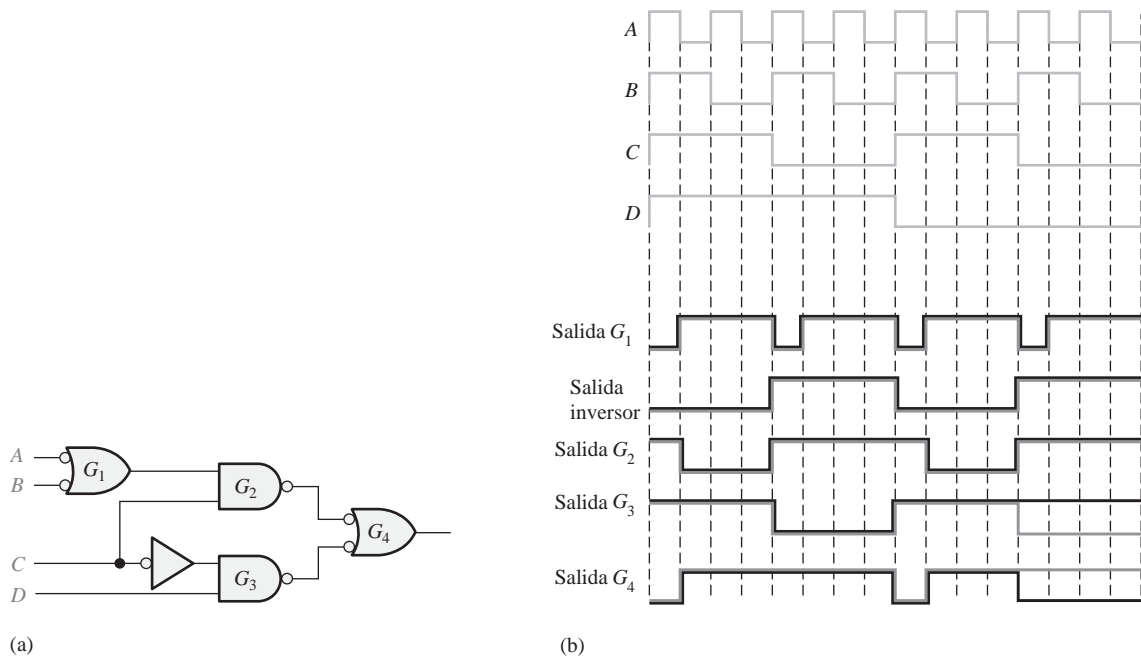 A
B
C
D
G1
G2
G3
G4
(a)
A
B
C
D
Salida G1
Salida
inversor
Salida G2
Salida G3
Salida G4
(b)